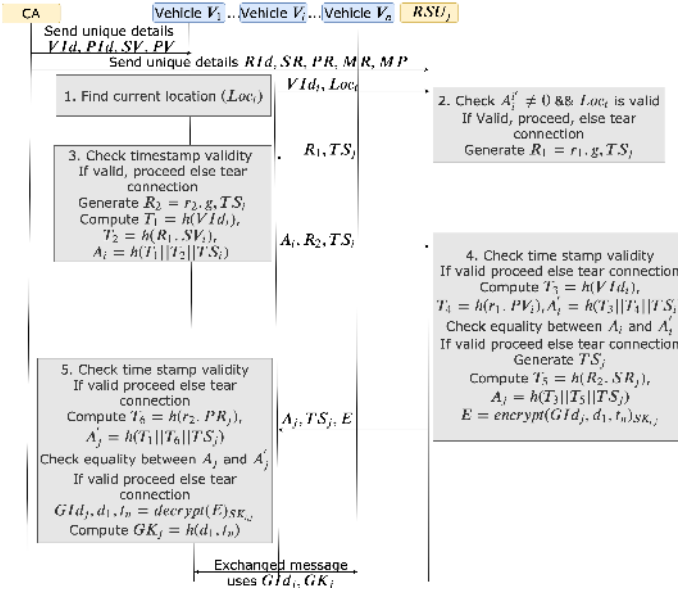 CA
Vehicle V₁ ...Vehicle Vᵢ... Vehicle Vₙ
RSUⱼ
Send unique details
VId, PId, SV, PV
Send unique details RId, SR, PR, MR, MP
1. Find current location (Locᵢ)
VIdᵢ, Locᵢ
2. Check Aᵢ′ ≠ 0 && Locᵢ is valid
If Valid, proceed, else tear
connection
Generate R₁ = r₁.g, TSⱼ
R₁, TSⱼ
3. Check timestamp validity
If valid, proceed else tear
connection
Generate R₂ = r₂.g, TSᵢ
Compute T₁ = h(VIdᵢ),
T₂ = h(R₁.SVᵢ),
Aᵢ = h(T₁||T₂||TSᵢ)
Aᵢ, R₂, TSᵢ
4. Check time stamp validity
If valid proceed else tear connection
Compute T₃ = h(VIdᵢ),
T₄ = h(r₁.PVᵢ), Aᵢ′ = h(T₃||T₄||TSᵢ
Check equality between Aᵢ and Aᵢ′
If valid proceed else tear connection
Generate TSⱼ
Compute T₅ = h(R₂.SRⱼ),
Aⱼ = h(T₃||T₅||TSⱼ)
E = encrypt(GIdⱼ, d₁, tₙ)SKᵢⱼ
Aⱼ, TSⱼ, E
5. Check time stamp validity
If valid proceed else tear
connection
Compute T₆ = h(r₂.PRⱼ),
Aⱼ′ = h(T₁||T₆||TSⱼ)
Check equality between Aⱼ and Aⱼ′
If valid proceed else tear
connection
GIdⱼ, d₁, tₙ = decrypt(E)SKᵢⱼ
Compute GKⱼ = h(d₁, tₙ)
Exchanged message
uses GIdⱼ, GKⱼ